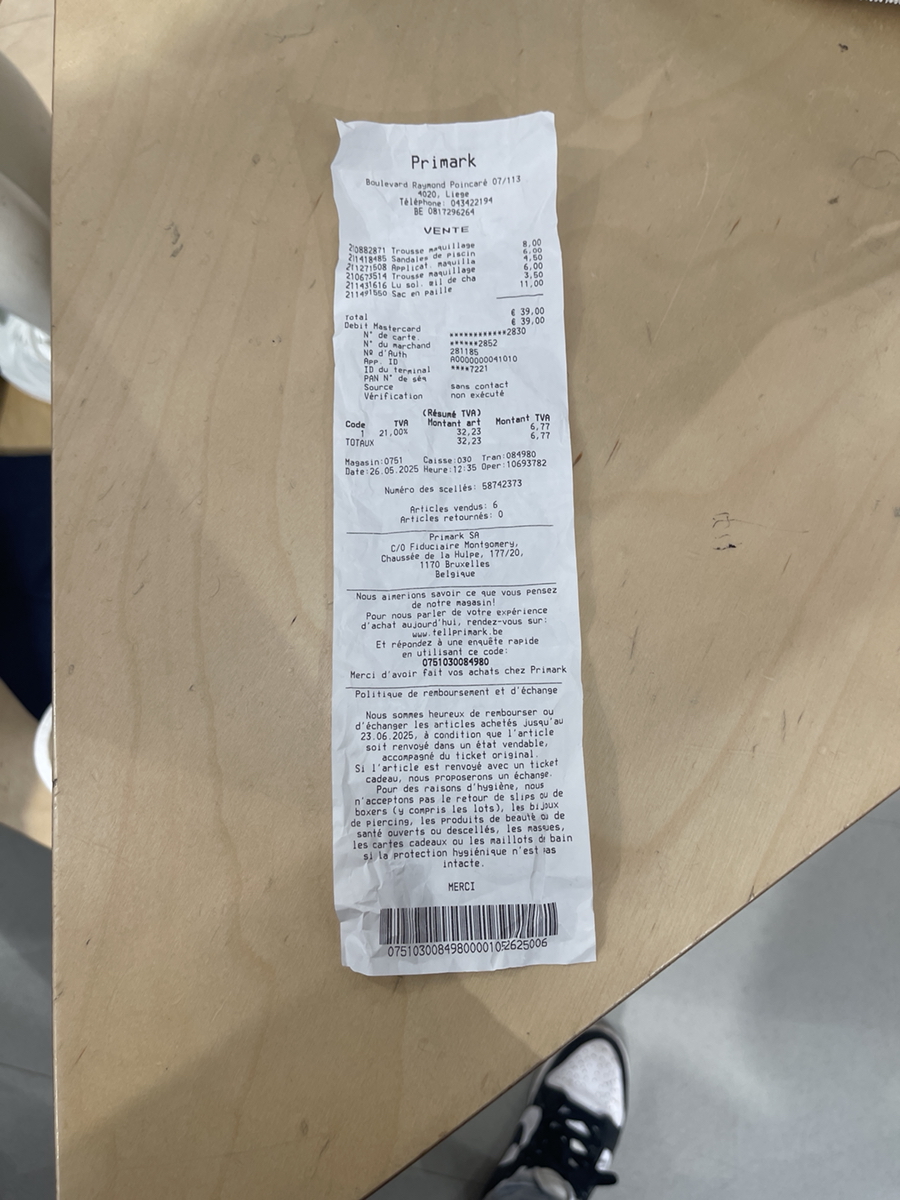 Primark
Boulevard Raymond Poincaré 07/113
4020, Liege
Téléphone: 043422194
BE 0817296264
VENTE
210882871 Trousse maquillage 8,00
211418485 Sandales de piscin 6,00
211271508 Applicat. maquilla 4,50
210673514 Trousse maquillage 6,00
211431616 Lu sol. œil de cha 3,50
211491550 Sac en paille 11,00
Total € 39,00
Debit Mastercard € 39,00
N° de carte. ************2830
N° du marchand ******2852
Nº d'Auth 281185
App. ID A0000000041010
ID du terminal ****7221
PAN N° de séq
Source sans contact
Vérification non exécuté
(Résumé TVA)
Code TVA Montant art Montant TVA
1 21,00% 32,23 6,77
TOTAUX 32,23 6,77
Magasin:0751 Caisse:030 Tran:084980
Date:26.05.2025 Heure:12:35 Oper:10693782
Numéro des scellés: 58742373
Articles vendus: 6
Articles retournés: 0
Primark SA
C/O Fiduciaire Montgomery,
Chaussée de la Hulpe, 177/20,
1170 Bruxelles
Belgique
Nous aimerions savoir ce que vous pensez
de notre magasin!
Pour nous parler de votre expérience
d'achat aujourd'hui, rendez-vous sur:
www.tellprimark.be
Et répondez à une enquête rapide
en utilisant ce code:
0751030084980
Merci d'avoir fait vos achats chez Primark
Politique de remboursement et d'échange
Nous sommes heureux de rembourser ou
d'échanger les articles achetés jusqu'au
23.06.2025, à condition que l'article
soit renvoyé dans un état vendable,
accompagné du ticket original.
Si l'article est renvoyé avec un ticket
cadeau, nous proposerons un échange.
Pour des raisons d'hygiène, nous
n'acceptons pas le retour de slips ou de
boxers (y compris les lots), les bijoux
de piercing, les produits de beauté ou de
santé ouverts ou descellés, les masques,
les cartes cadeaux ou les maillots de bain
si la protection hygiénique n'est pas
intacte.
MERCI
07510300849800001052625006